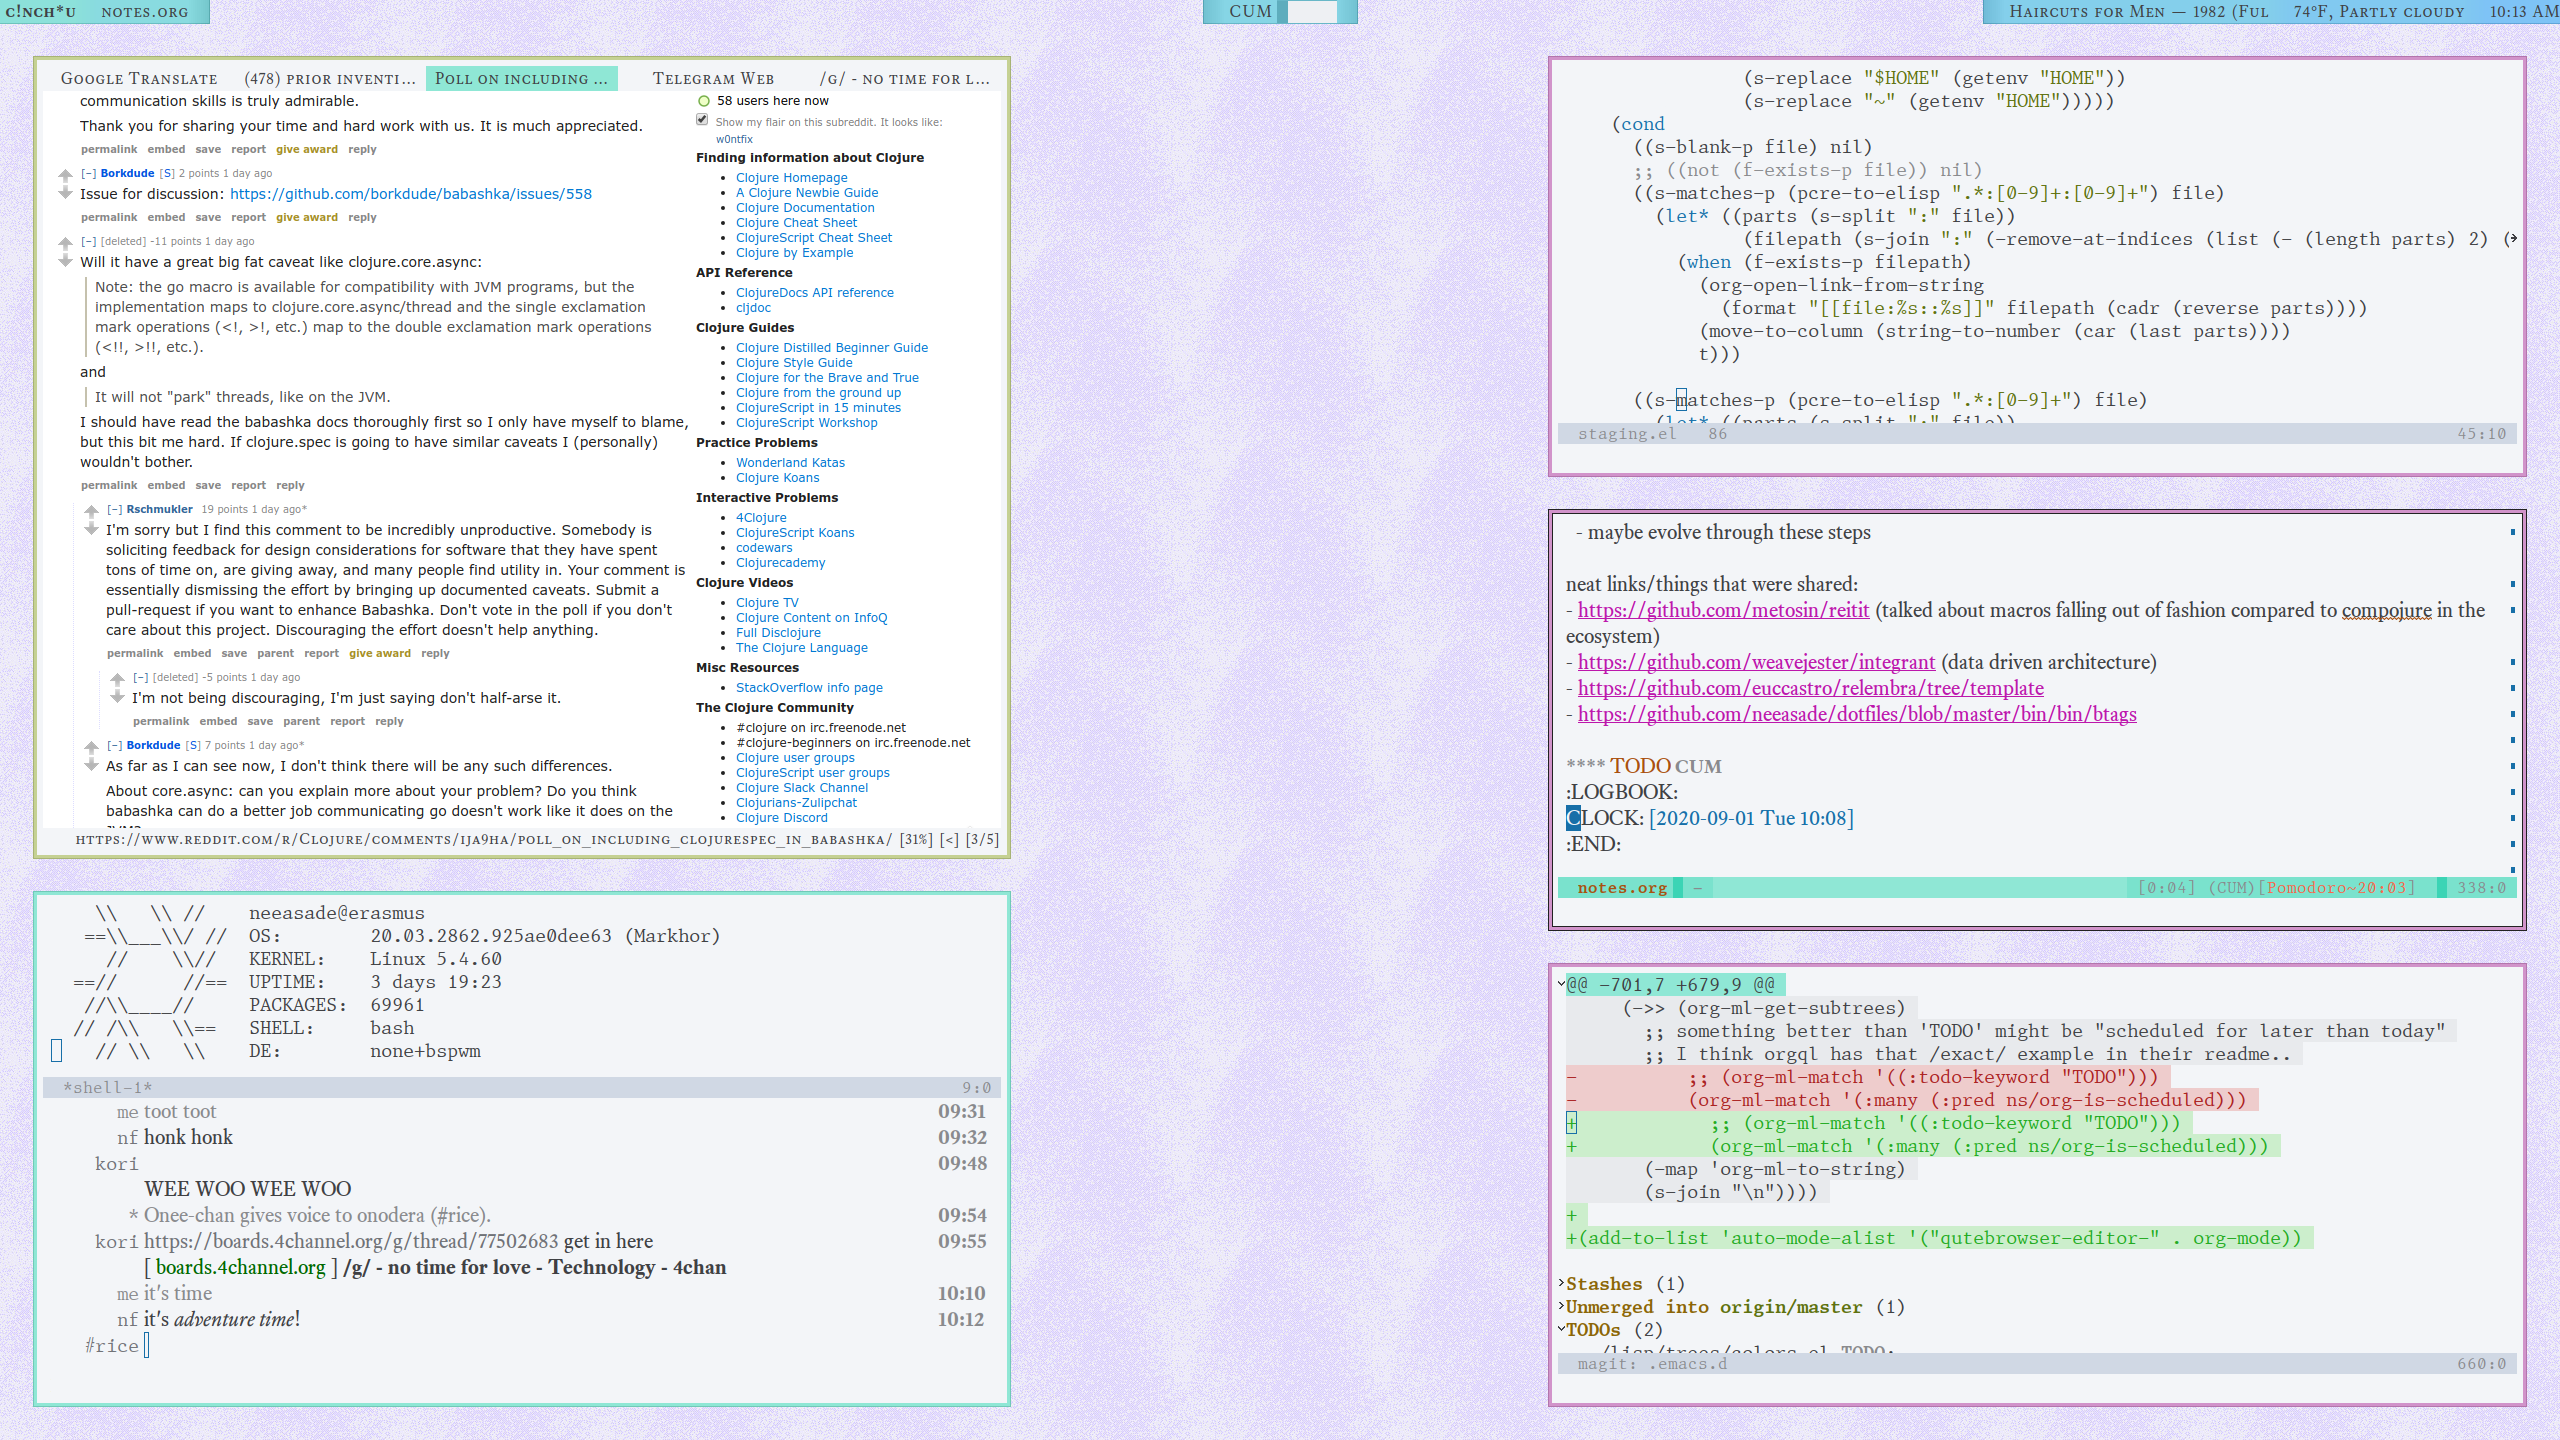 c!nch*u notes.org
CUM
Haircuts for Men — 1982 (Ful 74°F, Partly cloudy 10:13 AM
Google Translate (478) prior inventi... Poll on including ... Telegram Web /g/ - no time for l...
communication skills is truly admirable.
Thank you for sharing your time and hard work with us. It is much appreciated.
permalink embed save report give award reply
[–] Borkdude [S] 2 points 1 day ago
Issue for discussion: https://github.com/borkdude/babashka/issues/558
permalink embed save report give award reply
[–] [deleted] -11 points 1 day ago
Will it have a great big fat caveat like clojure.core.async:
Note: the go macro is available for compatibility with JVM programs, but the
implementation maps to clojure.core.async/thread and the single exclamation
mark operations (<!, >!, etc.) map to the double exclamation mark operations
(<!!, >!!, etc.).
and
It will not "park" threads, like on the JVM.
I should have read the babashka docs thoroughly first so I only have myself to blame,
but this bit me hard. If clojure.spec is going to have similar caveats I (personally)
wouldn't bother.
permalink embed save report reply
[–] Rschmukler 19 points 1 day ago*
I'm sorry but I find this comment to be incredibly unproductive. Somebody is
soliciting feedback for design considerations for software that they have spent
tons of time on, are giving away, and many people find utility in. Your comment is
essentially dismissing the effort by bringing up documented caveats. Submit a
pull-request if you want to enhance Babashka. Don't vote in the poll if you don't
care about this project. Discouraging the effort doesn't help anything.
permalink embed save parent report give award reply
[–] [deleted] -5 points 1 day ago
I'm not being discouraging, I'm just saying don't half-arse it.
permalink embed save parent report reply
[–] Borkdude [S] 7 points 1 day ago*
As far as I can see now, I don't think there will be any such differences.
About core.async: can you explain more about your problem? Do you think
babashka can do a better job communicating go doesn't work like it does on the
JVM?
58 users here now
Show my flair on this subreddit. It looks like:
w0ntfix
Finding information about Clojure
Clojure Homepage
A Clojure Newbie Guide
Clojure Documentation
Clojure Cheat Sheet
ClojureScript Cheat Sheet
Clojure by Example
API Reference
ClojureDocs API reference
cljdoc
Clojure Guides
Clojure Distilled Beginner Guide
Clojure Style Guide
Clojure for the Brave and True
Clojure from the ground up
ClojureScript in 15 minutes
ClojureScript Workshop
Practice Problems
Wonderland Katas
Clojure Koans
Interactive Problems
4Clojure
ClojureScript Koans
codewars
Clojurecademy
Clojure Videos
Clojure TV
Clojure Content on InfoQ
Full Disclojure
The Clojure Language
Misc Resources
StackOverflow info page
The Clojure Community
#clojure on irc.freenode.net
#clojure-beginners on irc.freenode.net
Clojure user groups
ClojureScript user groups
Clojure Slack Channel
Clojurians-Zulipchat
Clojure Discord
https://www.reddit.com/r/Clojure/comments/ija9ha/poll_on_including_clojurespec_in_babashka/ [31%] [<] [3/5]
\\   \\ //    neeasade@erasmus
==\\___\\/ //  OS:        20.03.2862.925ae0dee63 (Markhor)
//    \\//   KERNEL:    Linux 5.4.60
==//      //==  UPTIME:    3 days 19:23
//\\____//     PACKAGES:  69961
// /\\   \\==   SHELL:     bash
// \\   \\    DE:        none+bspwm
*shell-1* 9:0
me toot toot 09:31
nf honk honk 09:32
kori 09:48
WEE WOO WEE WOO
* Onee-chan gives voice to onodera (#rice). 09:54
kori https://boards.4channel.org/g/thread/77502683 get in here 09:55
[ boards.4channel.org ] /g/ - no time for love - Technology - 4chan
me it's time 10:10
nf it's adventure time! 10:12
#rice
(s-replace "$HOME" (getenv "HOME"))
(s-replace "~" (getenv "HOME")))))
(cond
((s-blank-p file) nil)
;; ((not (f-exists-p file)) nil)
((s-matches-p (pcre-to-elisp ".*:[0-9]+:[0-9]+") file)
(let* ((parts (s-split ":" file))
(filepath (s-join ":" (-remove-at-indices (list (- (length parts) 2) (
(when (f-exists-p filepath)
(org-open-link-from-string
(format "[[file:%s::%s]]" filepath (cadr (reverse parts))))
(move-to-column (string-to-number (car (last parts))))
t)))
((s-matches-p (pcre-to-elisp ".*:[0-9]+") file)
(let* ((parts (s-split ":" file))
staging.el 86 45:10
- maybe evolve through these steps
neat links/things that were shared:
- https://github.com/metosin/reitit (talked about macros falling out of fashion compared to compojure in the
ecosystem)
- https://github.com/weavejester/integrant (data driven architecture)
- https://github.com/euccastro/relembra/tree/template
- https://github.com/neeasade/dotfiles/blob/master/bin/bin/btags
**** TODO CUM
:LOGBOOK:
CLOCK: [2020-09-01 Tue 10:08]
:END:
notes.org - [0:04] (CUM)[Pomodoro~20:03] 338:0
@@ -701,7 +679,9 @@
(->> (org-ml-get-subtrees)
;; something better than 'TODO' might be "scheduled for later than today"
;; I think orgql has that /exact/ example in their readme..
- ;; (org-ml-match '((:todo-keyword "TODO")))
- (org-ml-match '(:many (:pred ns/org-is-scheduled)))
+ ;; (org-ml-match '((:todo-keyword "TODO")))
+ (org-ml-match '(:many (:pred ns/org-is-scheduled)))
(-map 'org-ml-to-string)
(s-join "\n"))))
+
+(add-to-list 'auto-mode-alist '("qutebrowser-editor-" . org-mode))
Stashes (1)
Unmerged into origin/master (1)
TODOs (2)
/lisp/trees/colors.el TODO:
magit: .emacs.d 660:0